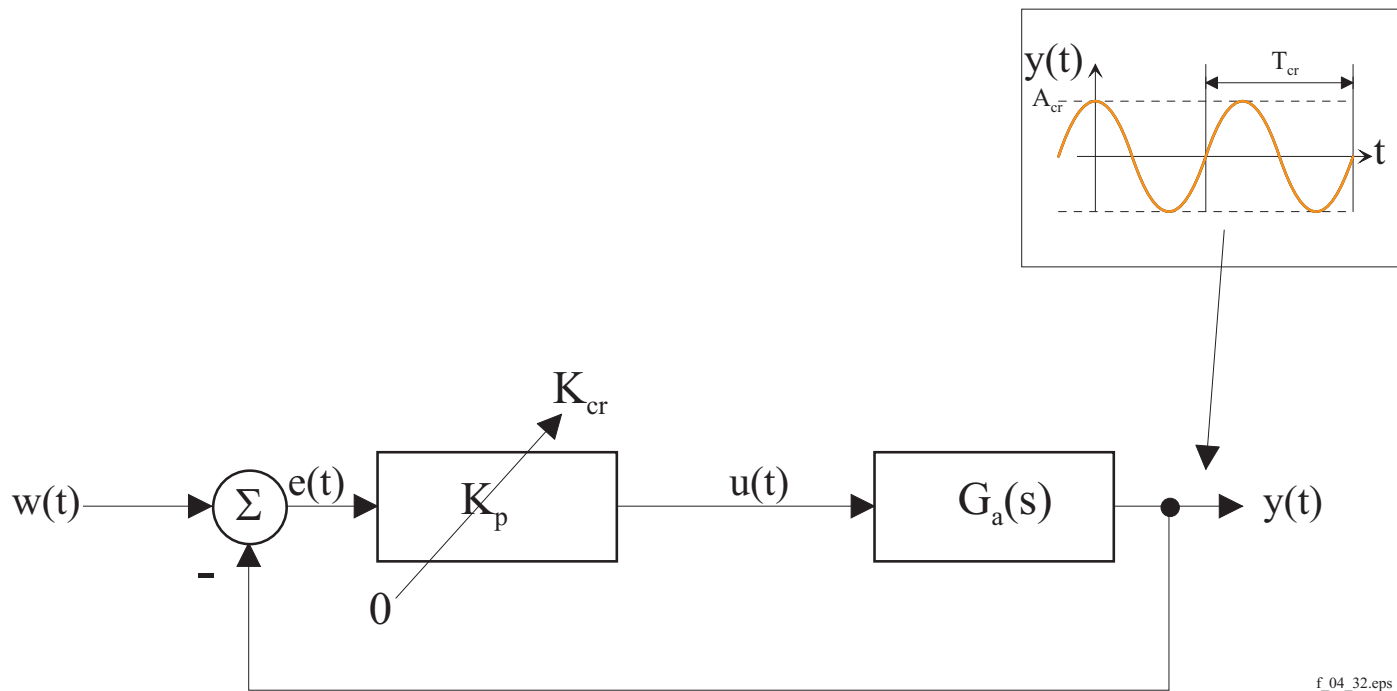 y(t)
T_cr
A_cr
t
K_cr
w(t)
Σ
e(t)
K_p
u(t)
G_a(s)
y(t)
-
0
f_04_32.eps